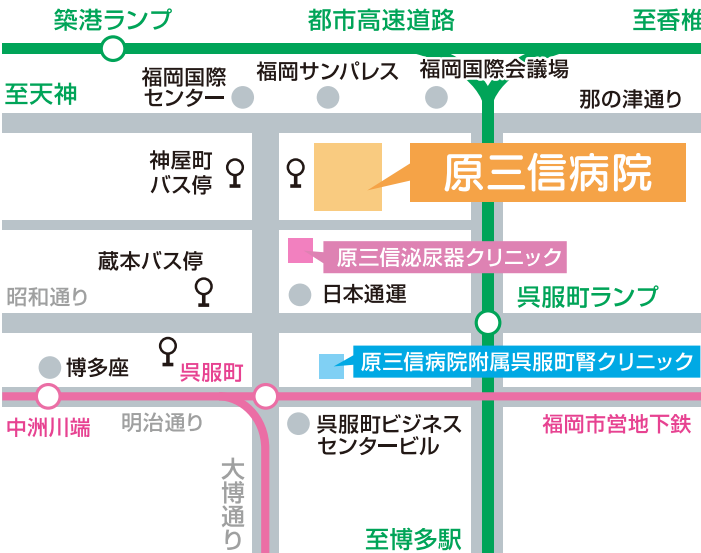 築港ランプ
都市高速道路
至香椎
至天神
福岡国際
センター
福岡サンパレス
福岡国際会議場
那の津通り
神屋町
バス停
原三信病院
蔵本バス停
原三信泌尿器クリニック
昭和通り
日本通運
呉服町ランプ
博多座
呉服町
原三信病院附属呉服町腎クリニック
中洲川端
明治通り
呉服町ビジネス
センタービル
福岡市営地下鉄
大博通り
至博多駅